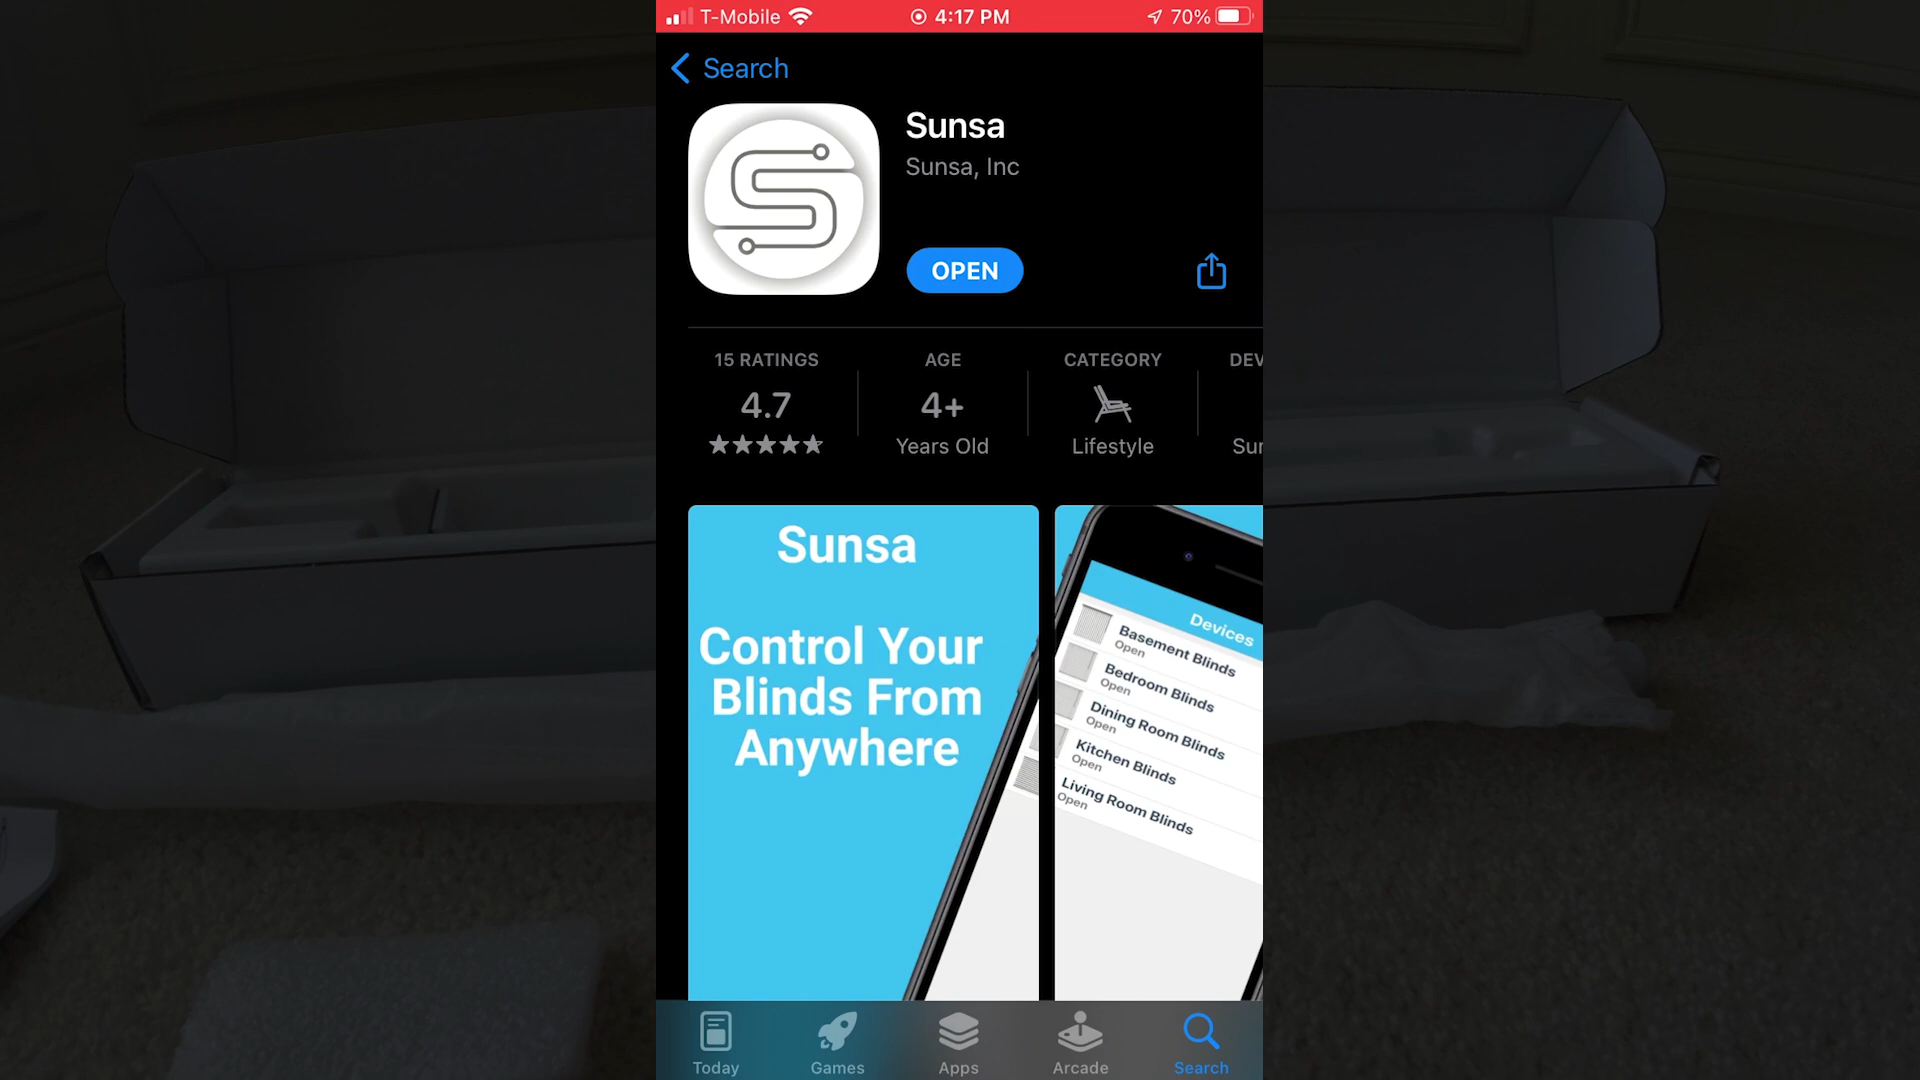 T-Mobile 4:17 PM 70%
Search
Sunsa
Sunsa, Inc
OPEN
15 RATINGS AGE CATEGORY
4.7 4+
Years Old Lifestyle
Sunsa
Control Your
Blinds From
Anywhere
Devices
Basement Blinds
Open
Bedroom Blinds
Open
Dining Room Blinds
Open
Kitchen Blinds
Open
Living Room Blinds
Open
Today Games Apps Arcade Search